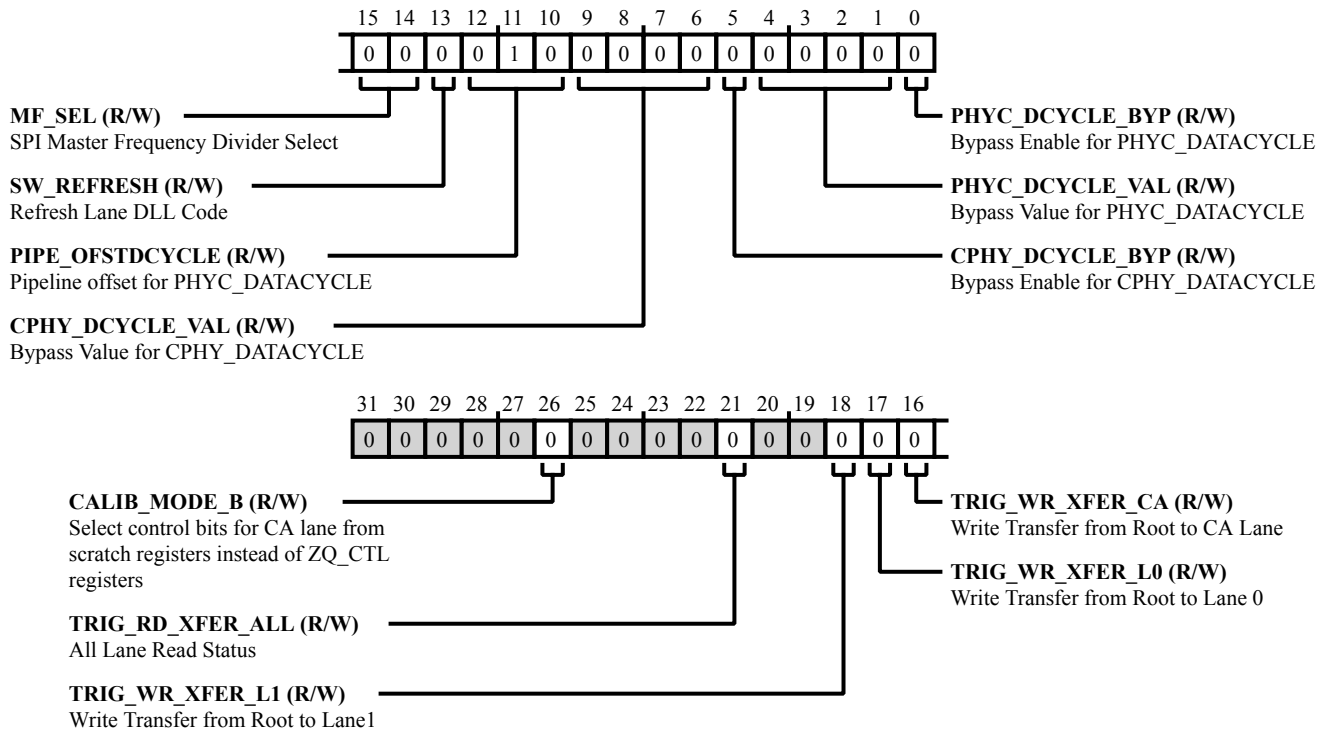 15 14 13 12 11 10 9 8 7 6 5 4 3 2 1 0
0 0 0 0 1 0 0 0 0 0 0 0 0 0 0 0
MF_SEL (R/W)
SPI Master Frequency Divider Select
SW_REFRESH (R/W)
Refresh Lane DLL Code
PIPE_OFSTDCYCLE (R/W)
Pipeline offset for PHYC_DATACYCLE
CPHY_DCYCLE_VAL (R/W)
Bypass Value for CPHY_DATACYCLE
PHYC_DCYCLE_BYP (R/W)
Bypass Enable for PHYC_DATACYCLE
PHYC_DCYCLE_VAL (R/W)
Bypass Value for PHYC_DATACYCLE
CPHY_DCYCLE_BYP (R/W)
Bypass Enable for CPHY_DATACYCLE
31 30 29 28 27 26 25 24 23 22 21 20 19 18 17 16
0 0 0 0 0 0 0 0 0 0 0 0 0 0 0 0
CALIB_MODE_B (R/W)
Select control bits for CA lane from
scratch registers instead of ZQ_CTL
registers
TRIG_RD_XFER_ALL (R/W)
All Lane Read Status
TRIG_WR_XFER_L1 (R/W)
Write Transfer from Root to Lane1
TRIG_WR_XFER_CA (R/W)
Write Transfer from Root to CA Lane
TRIG_WR_XFER_L0 (R/W)
Write Transfer from Root to Lane 0